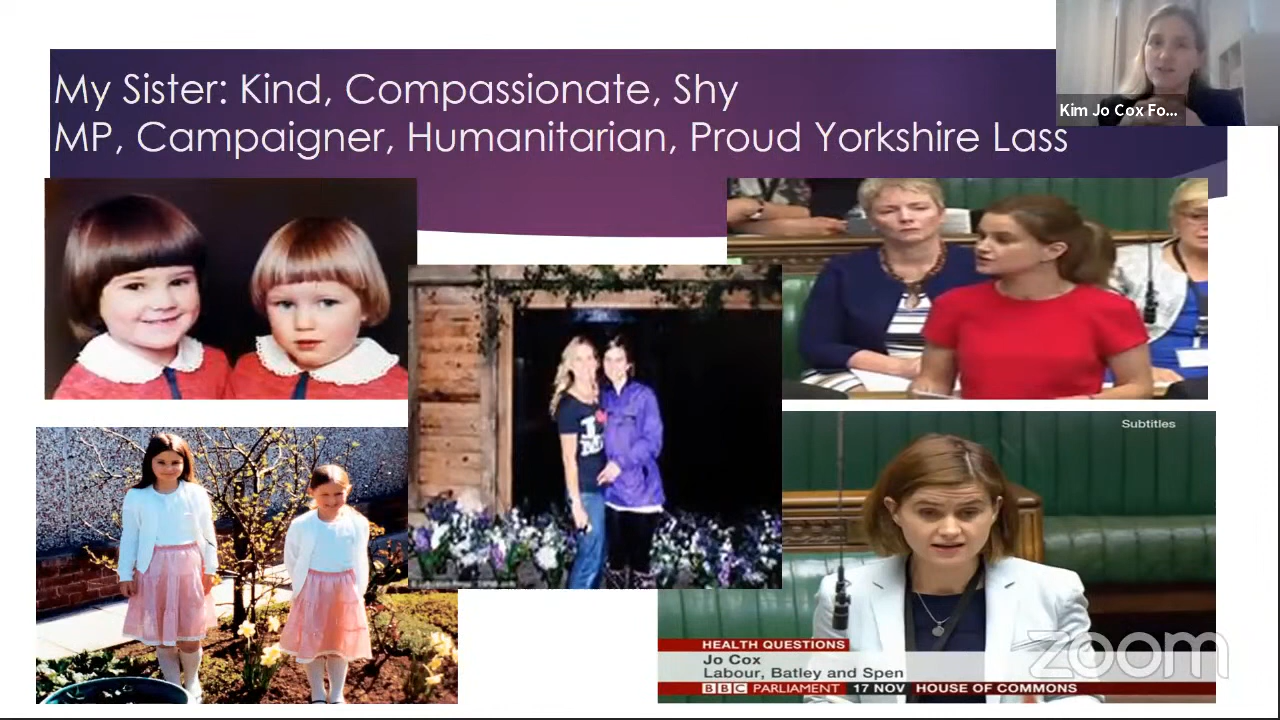 My Sister: Kind, Compassionate, Shy
MP, Campaigner, Humanitarian, Proud Yorkshire Lass
Kim Jo Cox Fo...
Subtitles
HEALTH QUESTIONS
Jo Cox
Labour, Batley and Spen
BBC PARLIAMENT 17 NOV HOUSE OF COMMONS
zoom